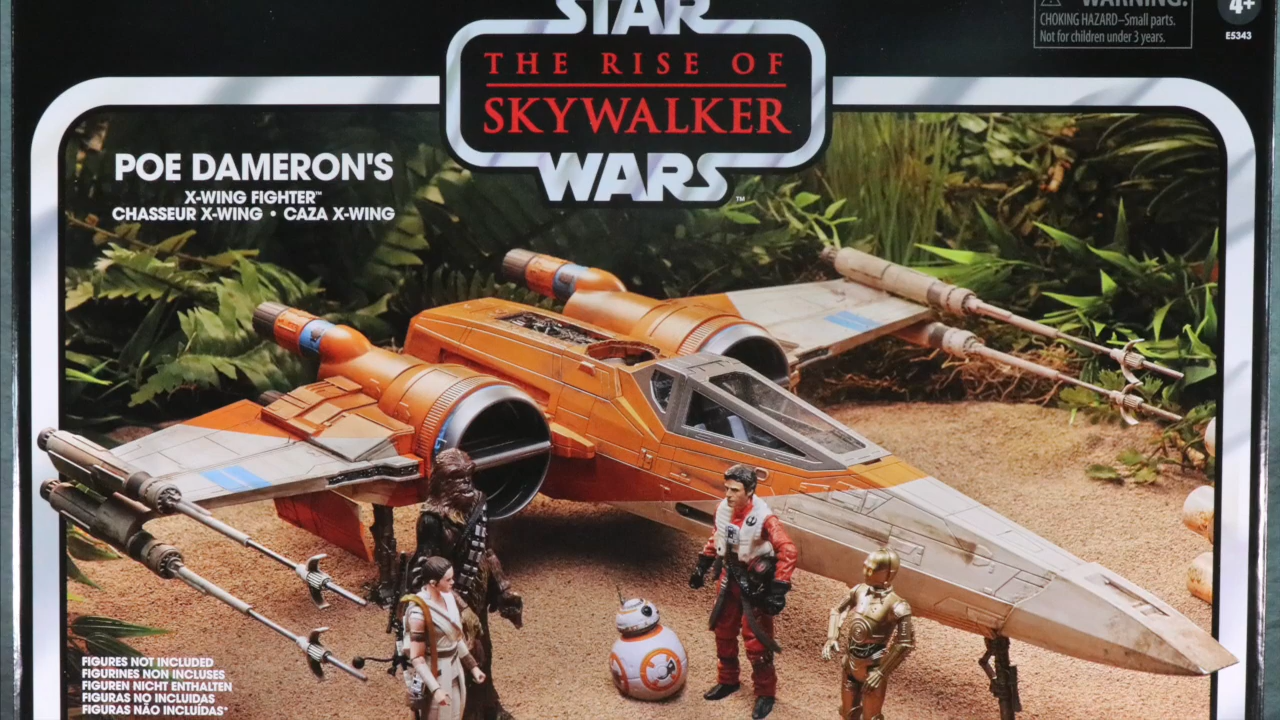 STAR
THE RISE OF
SKYWALKER
WARS
™
WARNING:
CHOKING HAZARD–Small parts.
Not for children under 3 years.
4+
E5343
POE DAMERON'S
X-WING FIGHTER™
CHASSEUR X-WING • CAZA X-WING
FIGURES NOT INCLUDED
FIGURINES NON INCLUSES
FIGUREN NICHT ENTHALTEN
FIGURAS NO INCLUIDAS
FIGURAS NÃO INCLUÍDAS*